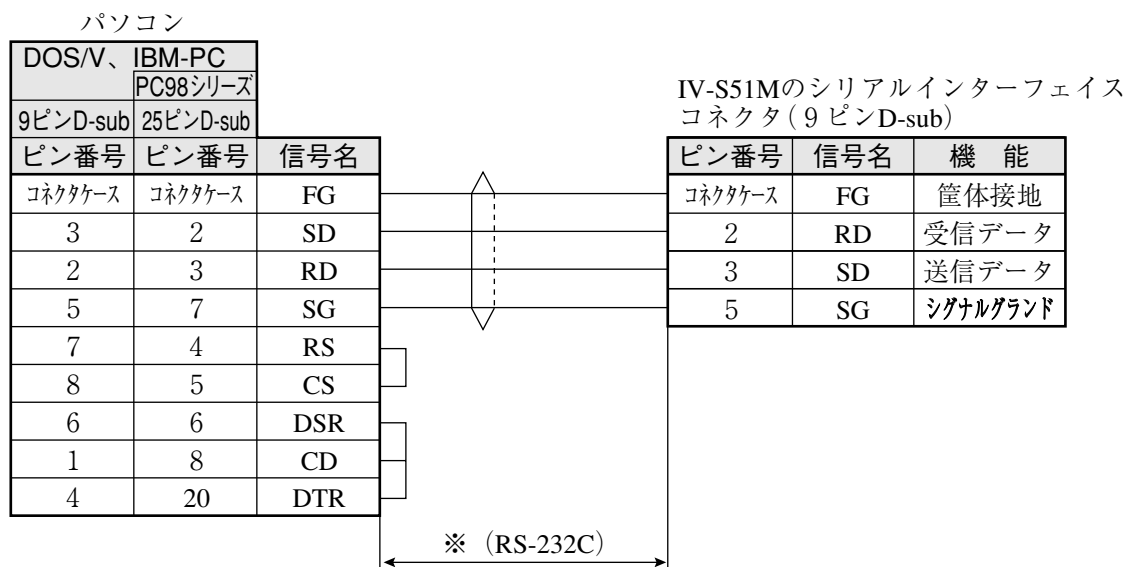 パソコン
DOS/V、IBM-PC
PC98シリーズ
9ピンD-sub 25ピンD-sub
ピン番号 ピン番号 信号名
コネクタケース コネクタケース FG
3 2 SD
2 3 RD
5 7 SG
7 4 RS
8 5 CS
6 6 DSR
1 8 CD
4 20 DTR
IV-S51Mのシリアルインターフェイス
コネクタ(9ピンD-sub)
ピン番号 信号名 機 能
コネクタケース FG 筐体接地
2 RD 受信データ
3 SD 送信データ
5 SG シグナルグランド
※(RS-232C)